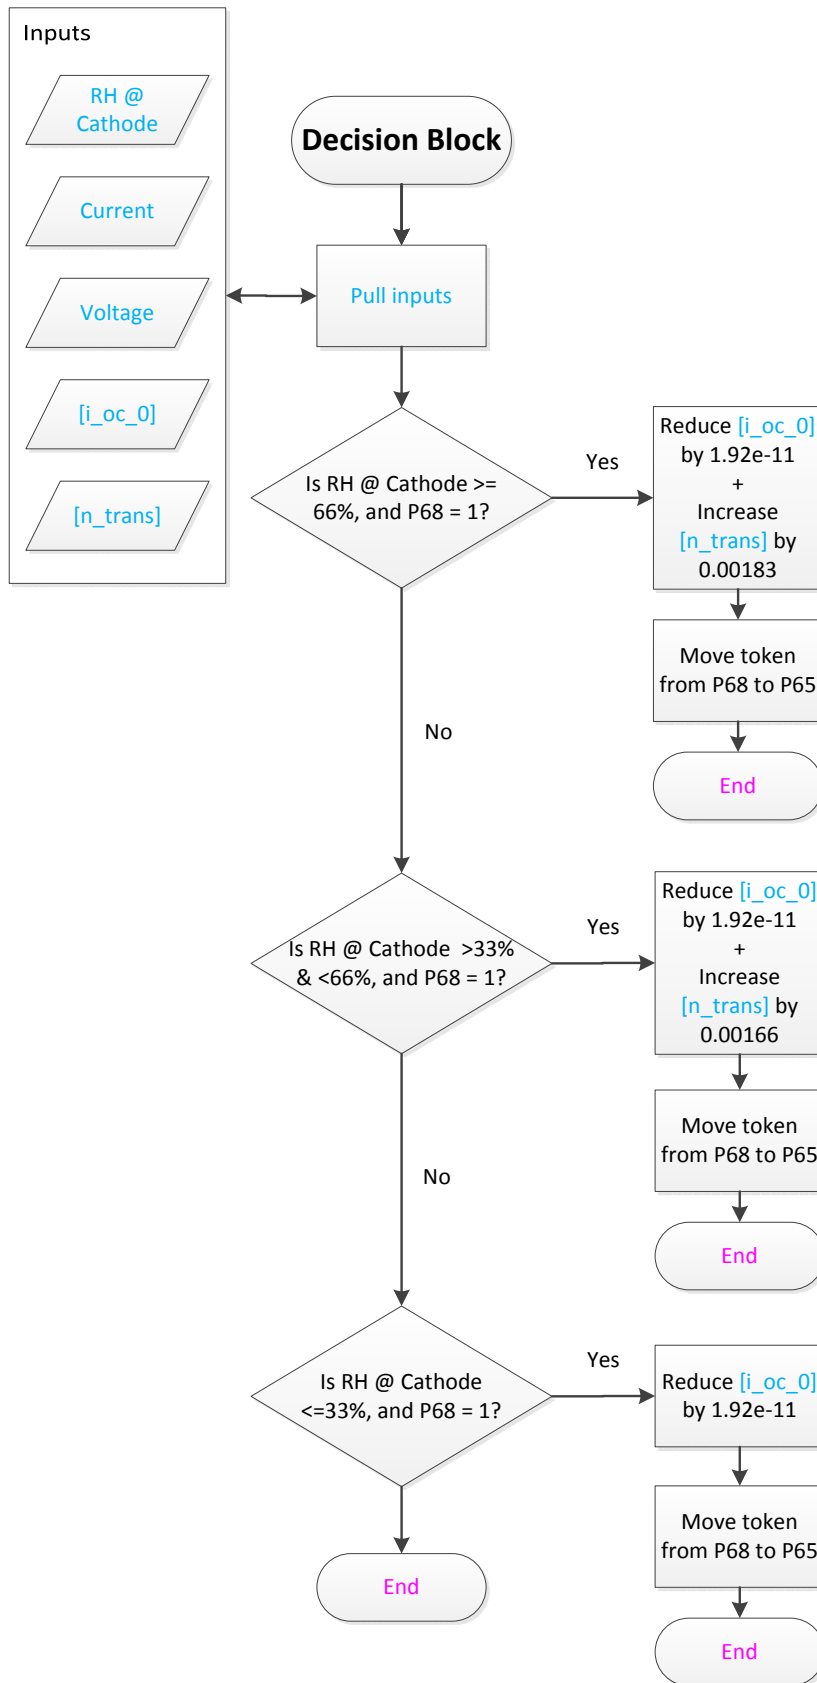 Inputs
RH @
Cathode
Current
Voltage
[i_oc_0]
[n_trans]
Decision Block
Pull inputs
Is RH @ Cathode >=
66%, and P68 = 1?
Yes
Reduce [i_oc_0]
by 1.92e-11
+
Increase
[n_trans] by
0.00183
Move token
from P68 to P65
End
No
Is RH @ Cathode >33%
& <66%, and P68 = 1?
Yes
Reduce [i_oc_0]
by 1.92e-11
+
Increase
[n_trans] by
0.00166
Move token
from P68 to P65
End
No
Is RH @ Cathode
<=33%, and P68 = 1?
Yes
Reduce [i_oc_0]
by 1.92e-11
Move token
from P68 to P65
End
End